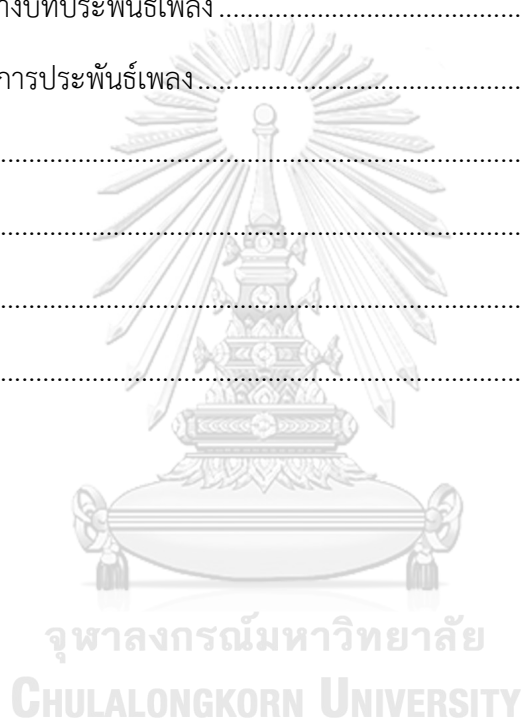 างบทประพันธ์เพลง ........................................................
การประพันธ์เพลง ........................................................
........................................................
........................................................
........................................................
........................................................
จุฬาลงกรณ์มหาวิทยาลัย
CHULALONGKORN UNIVERSITY